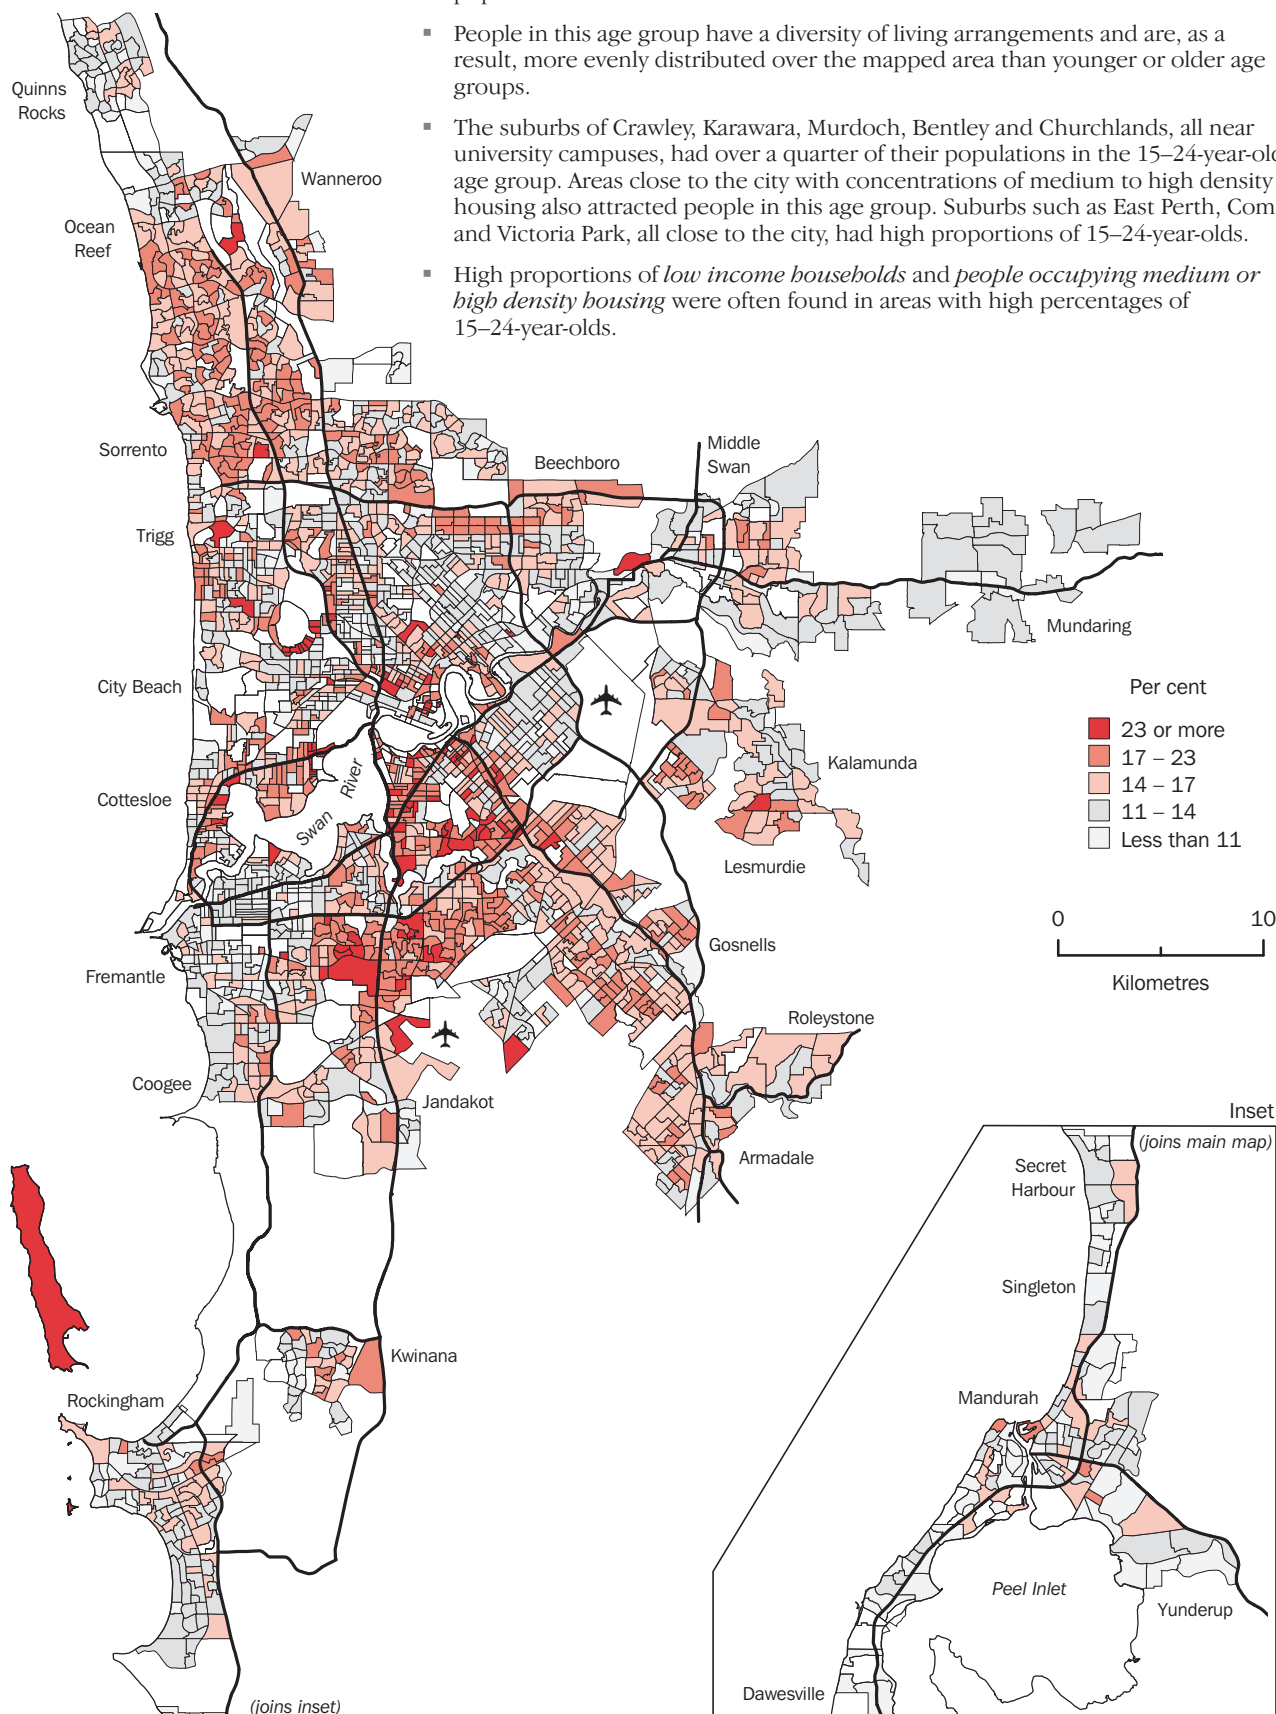 People in this age group have a diversity of living arrangements and are, as a
result, more evenly distributed over the mapped area than younger or older age
groups.
The suburbs of Crawley, Karawara, Murdoch, Bentley and Churchlands, all near
university campuses, had over a quarter of their populations in the 15–24-year-old
age group. Areas close to the city with concentrations of medium to high density
housing also attracted people in this age group. Suburbs such as East Perth, Com
and Victoria Park, all close to the city, had high proportions of 15–24-year-olds.
High proportions of low income households and people occupying medium or
high density housing were often found in areas with high percentages of
15–24-year-olds.
Quinns
Rocks
Wanneroo
Ocean
Reef
Sorrento
Beechboro
Middle
Swan
Trigg
Mundaring
City Beach
Per cent
23 or more
17 – 23
14 – 17
11 – 14
Less than 11
Kalamunda
Cottesloe
Swan River
Lesmurdie
0 10
Kilometres
Gosnells
Fremantle
Roleystone
Coogee
Jandakot
Armadale
Inset
(joins main map)
Secret
Harbour
Singleton
Kwinana
Rockingham
Mandurah
Peel Inlet
Yunderup
Dawesville
(joins inset)